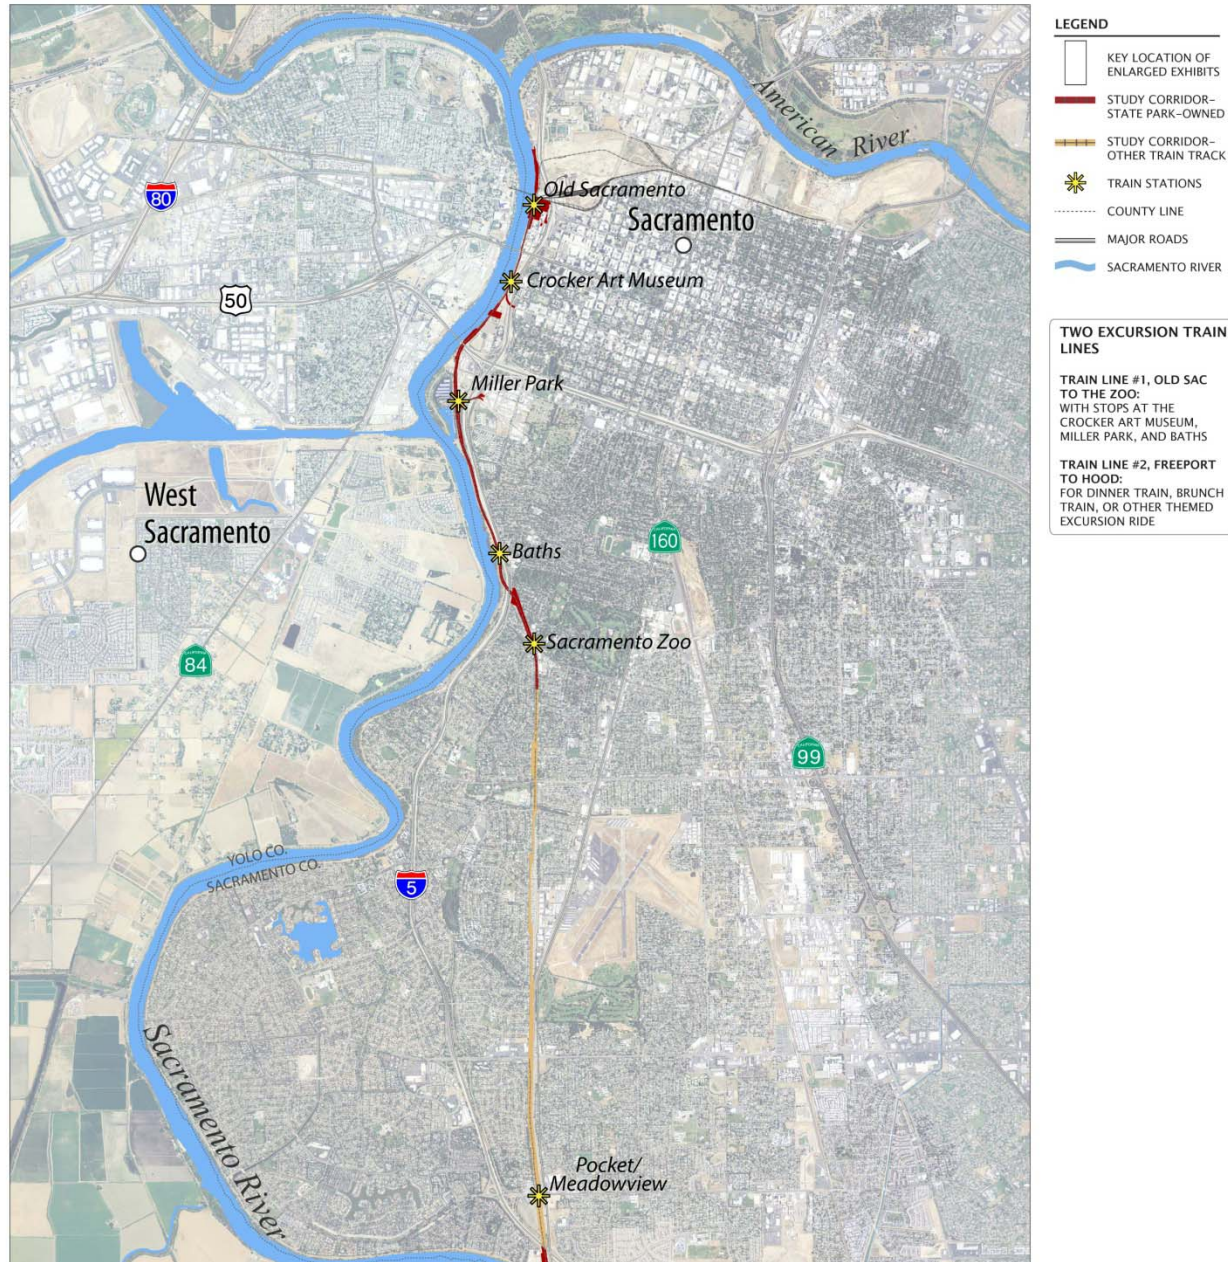 American River
80
Old Sacramento
Sacramento
50
Crocker Art Museum
Miller Park
West
Sacramento
Baths
CALIFORNIA
160
Sacramento Zoo
CALIFORNIA
84
CALIFORNIA
99
YOLO CO.
SACRAMENTO CO.
5
Sacramento River
Pocket/
Meadowview
LEGEND
KEY LOCATION OF
ENLARGED EXHIBITS
STUDY CORRIDOR–
STATE PARK–OWNED
STUDY CORRIDOR–
OTHER TRAIN TRACK
TRAIN STATIONS
COUNTY LINE
MAJOR ROADS
SACRAMENTO RIVER
TWO EXCURSION TRAIN
LINES
TRAIN LINE #1, OLD SAC
TO THE ZOO:
WITH STOPS AT THE
CROCKER ART MUSEUM,
MILLER PARK, AND BATHS
TRAIN LINE #2, FREEPORT
TO HOOD:
FOR DINNER TRAIN, BRUNCH
TRAIN, OR OTHER THEMED
EXCURSION RIDE